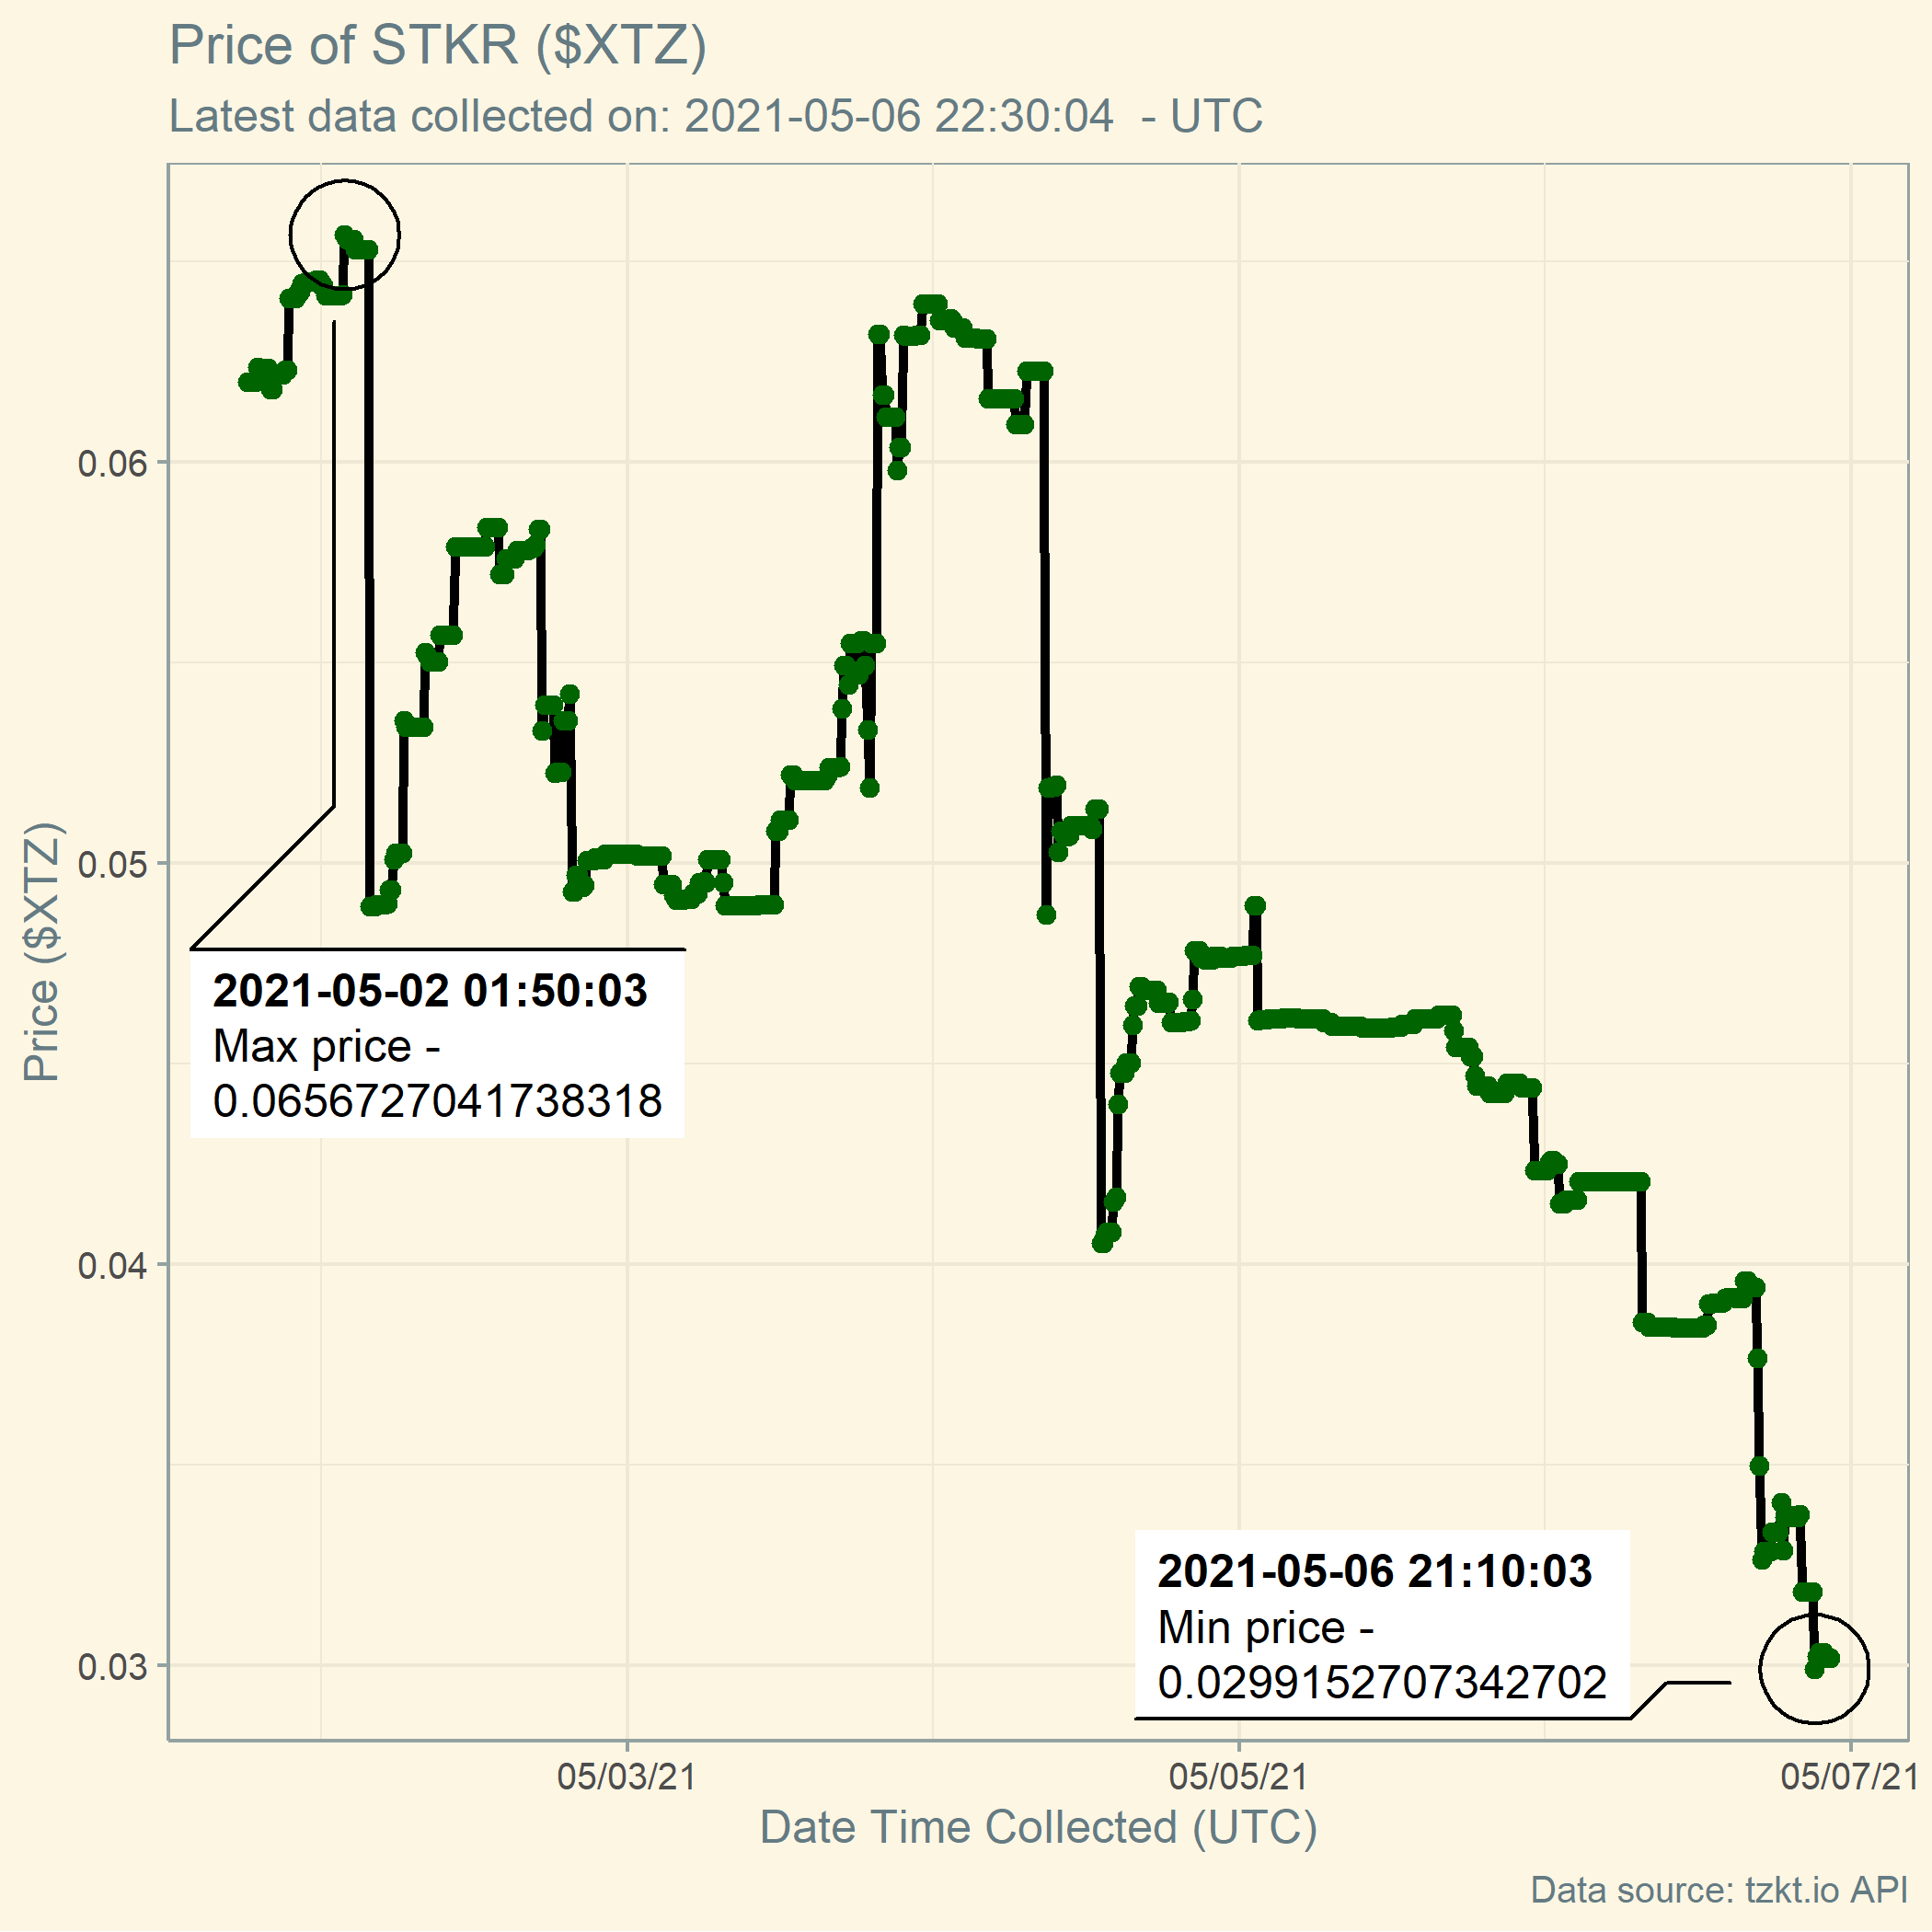 Price of STKR ($XTZ)
Latest data collected on: 2021-05-06 22:30:04  - UTC
Price ($XTZ)
0.06
0.05
0.04
0.03
2021-05-02 01:50:03
Max price -
0.0656727041738318
2021-05-06 21:10:03
Min price -
0.0299152707342702
05/03/21
05/05/21
05/07/21
Date Time Collected (UTC)
Data source: tzkt.io API